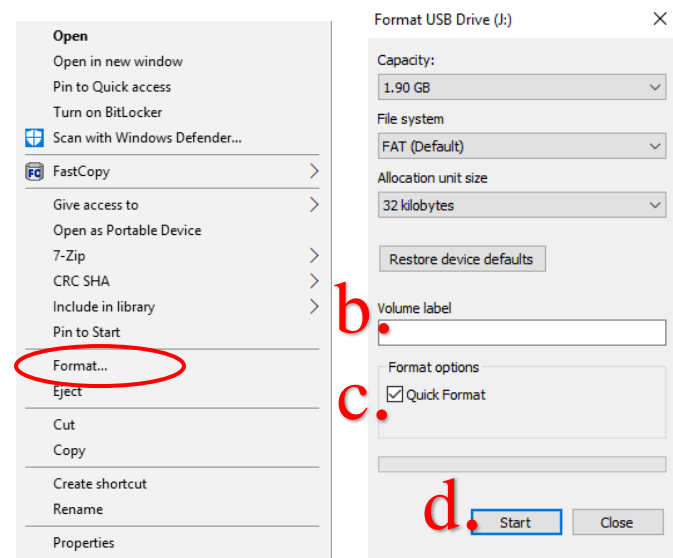 Open
Open in new window
Pin to Quick access
Turn on BitLocker
Scan with Windows Defender...
FC FastCopy
Give access to
Open as Portable Device
7-Zip
CRC SHA
Include in library
Pin to Start
Format...
Eject
Cut
Copy
Create shortcut
Rename
Properties
Format USB Drive (J:)
Capacity:
1.90 GB
File system
FAT (Default)
Allocation unit size
32 kilobytes
Restore device defaults
b.
Volume label
Format options
c.
Quick Format
d.
Start Close